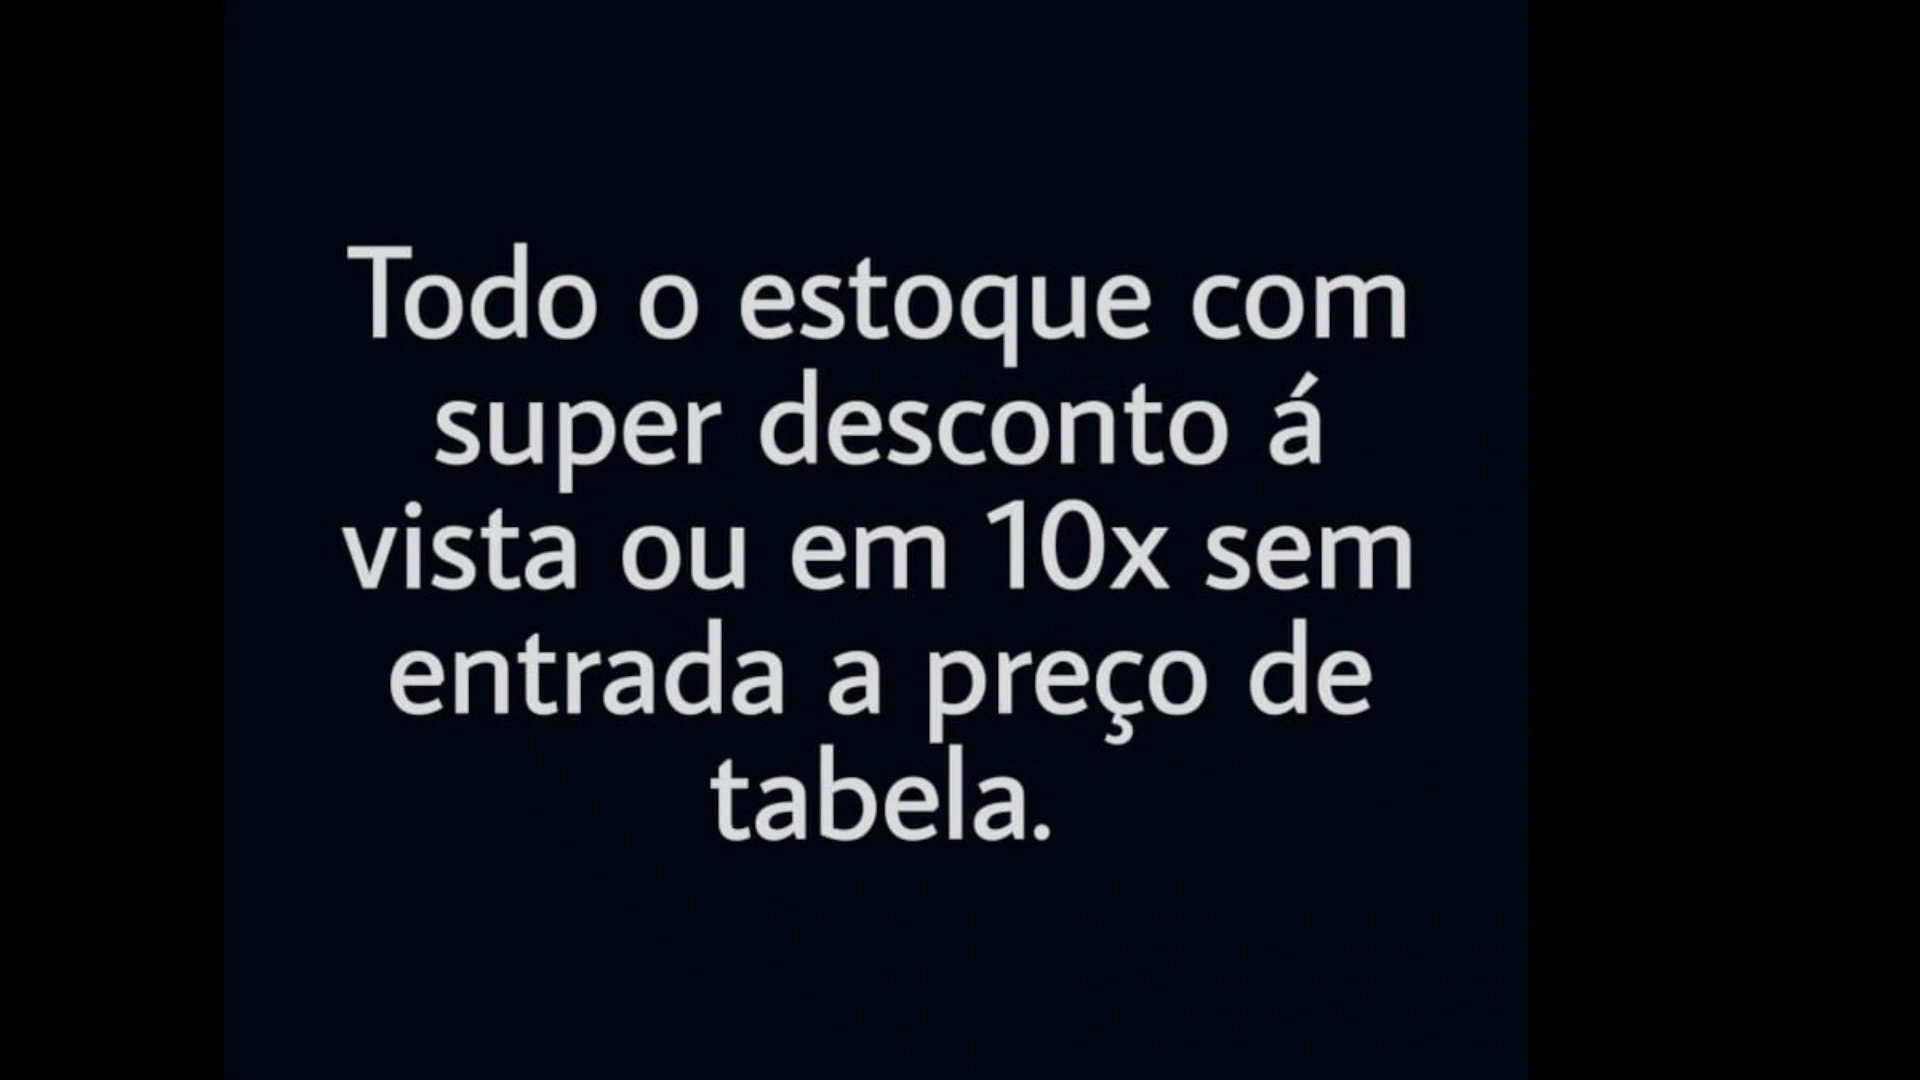 Todo o estoque com
super desconto á
vista ou em 10x sem
entrada a preço de
tabela.